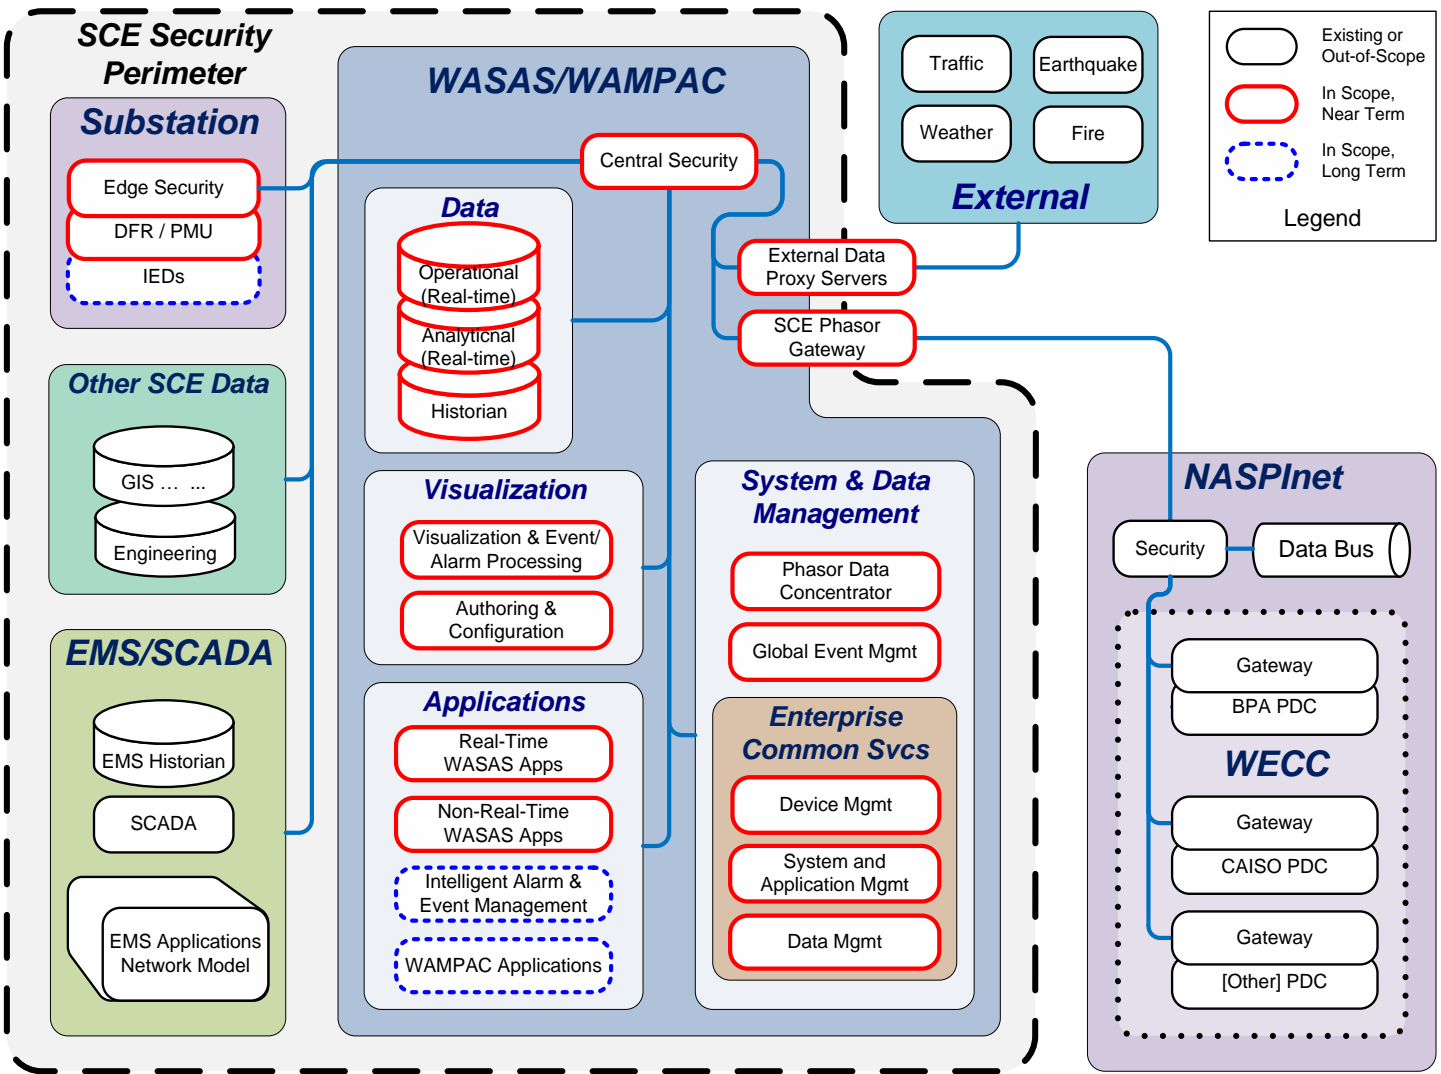 SCE Security
Perimeter
Substation
Edge Security
DFR / PMU
IEDs
Other SCE Data
GIS ... ...
Engineering
EMS/SCADA
EMS Historian
SCADA
EMS Applications
Network Model
WASAS/WAMPAC
Central Security
Data
Operational
(Real-time)
Analyticnal
(Real-time)
Historian
Visualization
Visualization & Event/
Alarm Processing
Authoring &
Configuration
Applications
Real-Time
WASAS Apps
Non-Real-Time
WASAS Apps
Intelligent Alarm &
Event Management
WAMPAC Applications
System & Data
Management
Phasor Data
Concentrator
Global Event Mgmt
Enterprise
Common Svcs
Device Mgmt
System and
Application Mgmt
Data Mgmt
External Data
Proxy Servers
SCE Phasor
Gateway
Traffic
Earthquake
Weather
Fire
External
Existing or
Out-of-Scope
In Scope,
Near Term
In Scope,
Long Term
Legend
NASPInet
Security
Data Bus
Gateway
BPA PDC
WECC
Gateway
CAISO PDC
Gateway
[Other] PDC